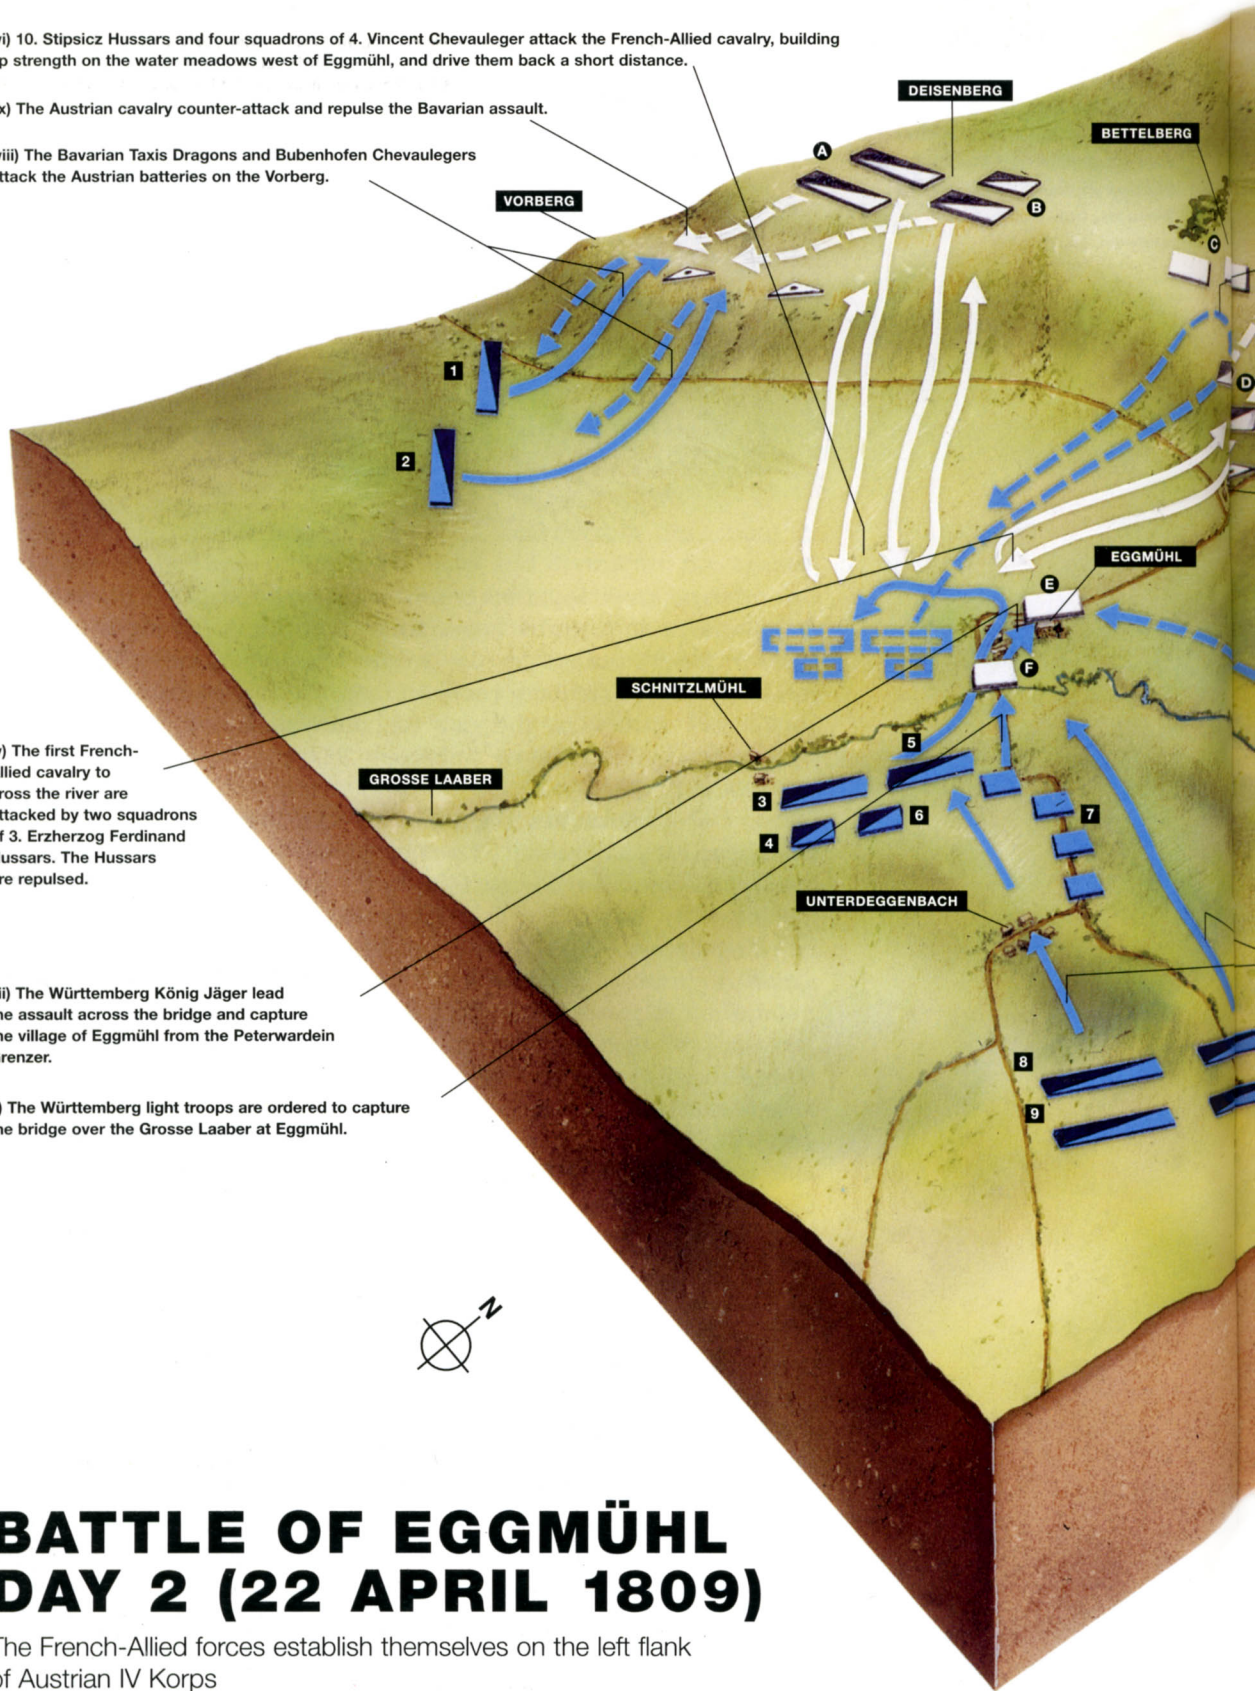 vi) 10. Stipsicz Hussars and four squadrons of 4. Vincent Chevauleger attack the French-Allied cavalry, building
p strength on the water meadows west of Eggmühl, and drive them back a short distance.
x) The Austrian cavalry counter-attack and repulse the Bavarian assault.
viii) The Bavarian Taxis Dragons and Bubenhofen Chevaulegers
ttack the Austrian batteries on the Vorberg.
DEISENBERG
BETTELBERG
VORBERG
A
B
C
D
1
2
EGGMÜHL
E
F
SCHNITZLMÜHL
GROSSE LAABER
5
3
4
6
7
UNTERDEGGENBACH
8
9
v) The first French-
llied cavalry to
ross the river are
ttacked by two squadrons
f 3. Erzherzog Ferdinand
ussars. The Hussars
re repulsed.
ii) The Württemberg König Jäger lead
he assault across the bridge and capture
he village of Eggmühl from the Peterwardein
renzer.
) The Württemberg light troops are ordered to capture
he bridge over the Grosse Laaber at Eggmühl.
N
BATTLE OF EGGMÜHL
DAY 2 (22 APRIL 1809)
The French-Allied forces establish themselves on the left flank
of Austrian IV Korps